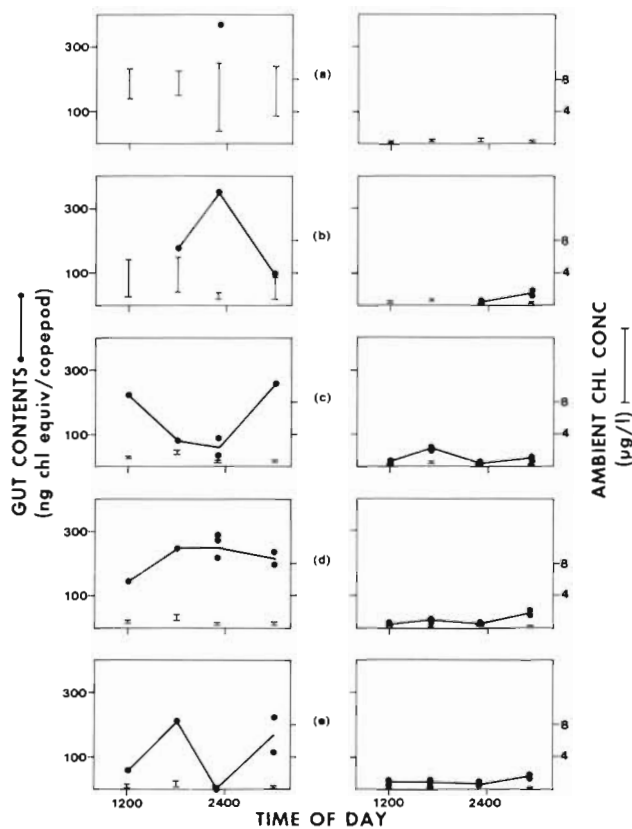 300
100
(a)
8
4
300
100
(b)
8
4
300
100
(c)
8
4
300
100
(d)
8
4
300
100
(e)
8
4
1200 2400 1200 2400
TIME OF DAY
GUT CONTENTS
(ng chl equiv/copepod)
AMBIENT CHL CONC
(µg/l)